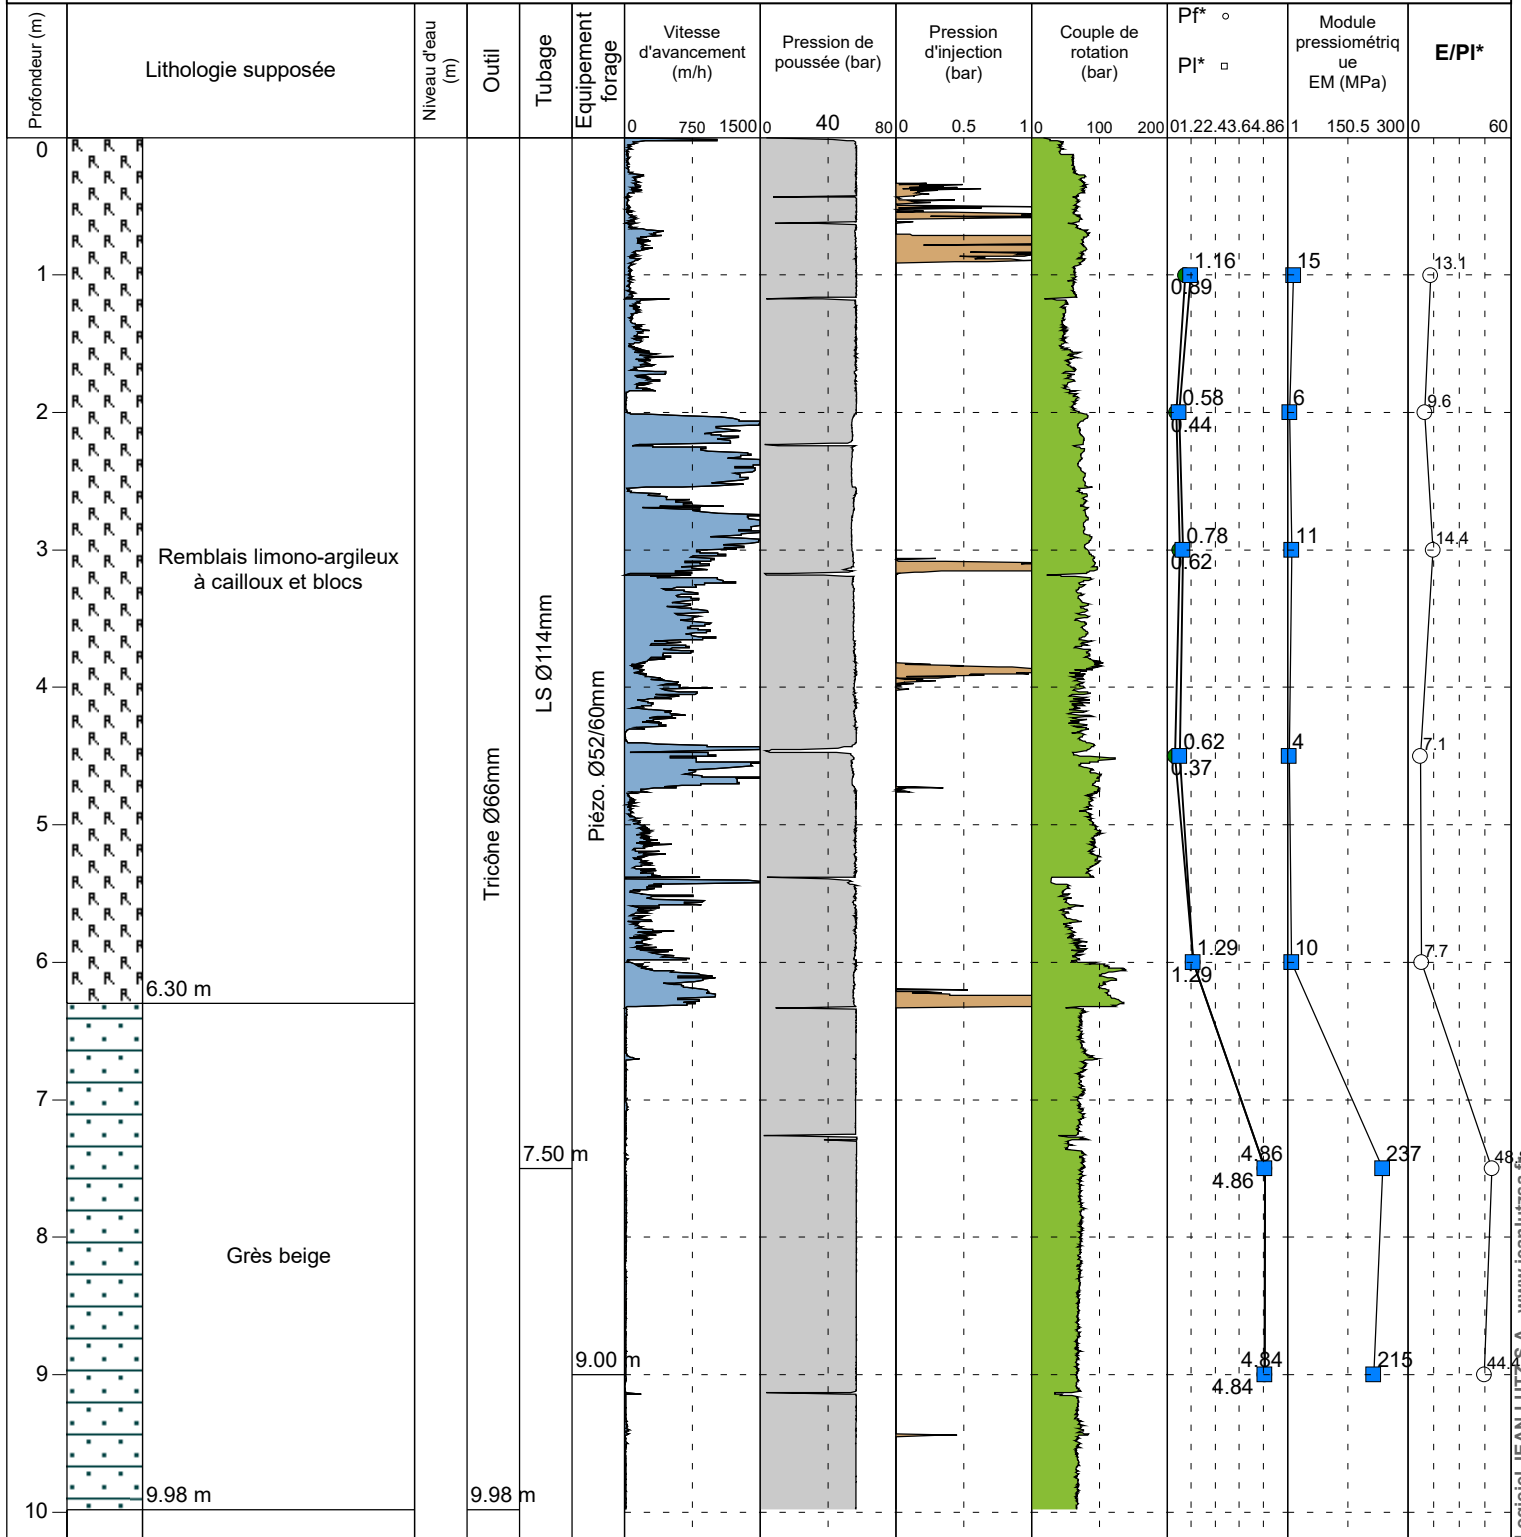 Profondeur (m)
Lithologie supposée
Niveau d'eau
(m)
Outil
Tubage
Equipement
forage
Vitesse
d'avancement
(m/h)
Pression de
poussée (bar)
Pression
d'injection
(bar)
Couple de
rotation
(bar)
Pf*
Pl*
Module
pressiométriq
ue
EM (MPa)
E/Pl*
0 750 1500
0 40 80
0 0.5 1
0 100 200
01.22.43.64.86
1 150.5 300
0 60
0
1
2
3
4
5
6
7
8
9
10
Remblais limono-argileux
à cailloux et blocs
6.30 m
Grès beige
9.98 m
Tricône Ø66mm
9.98 m
LS Ø114mm
7.50 m
Piézo. Ø52/60mm
9.00 m
1.16
0.89
15
13.1
0.58
0.44
6
9.6
0.78
0.62
11
14.4
0.62
0.37
4
7.1
1.29
1.29
10
7.7
4.86
4.86
237
48
4.84
4.84
215
44.4
R R R R R R R R R R R R R R R R R R R R R R R R R R R R R R